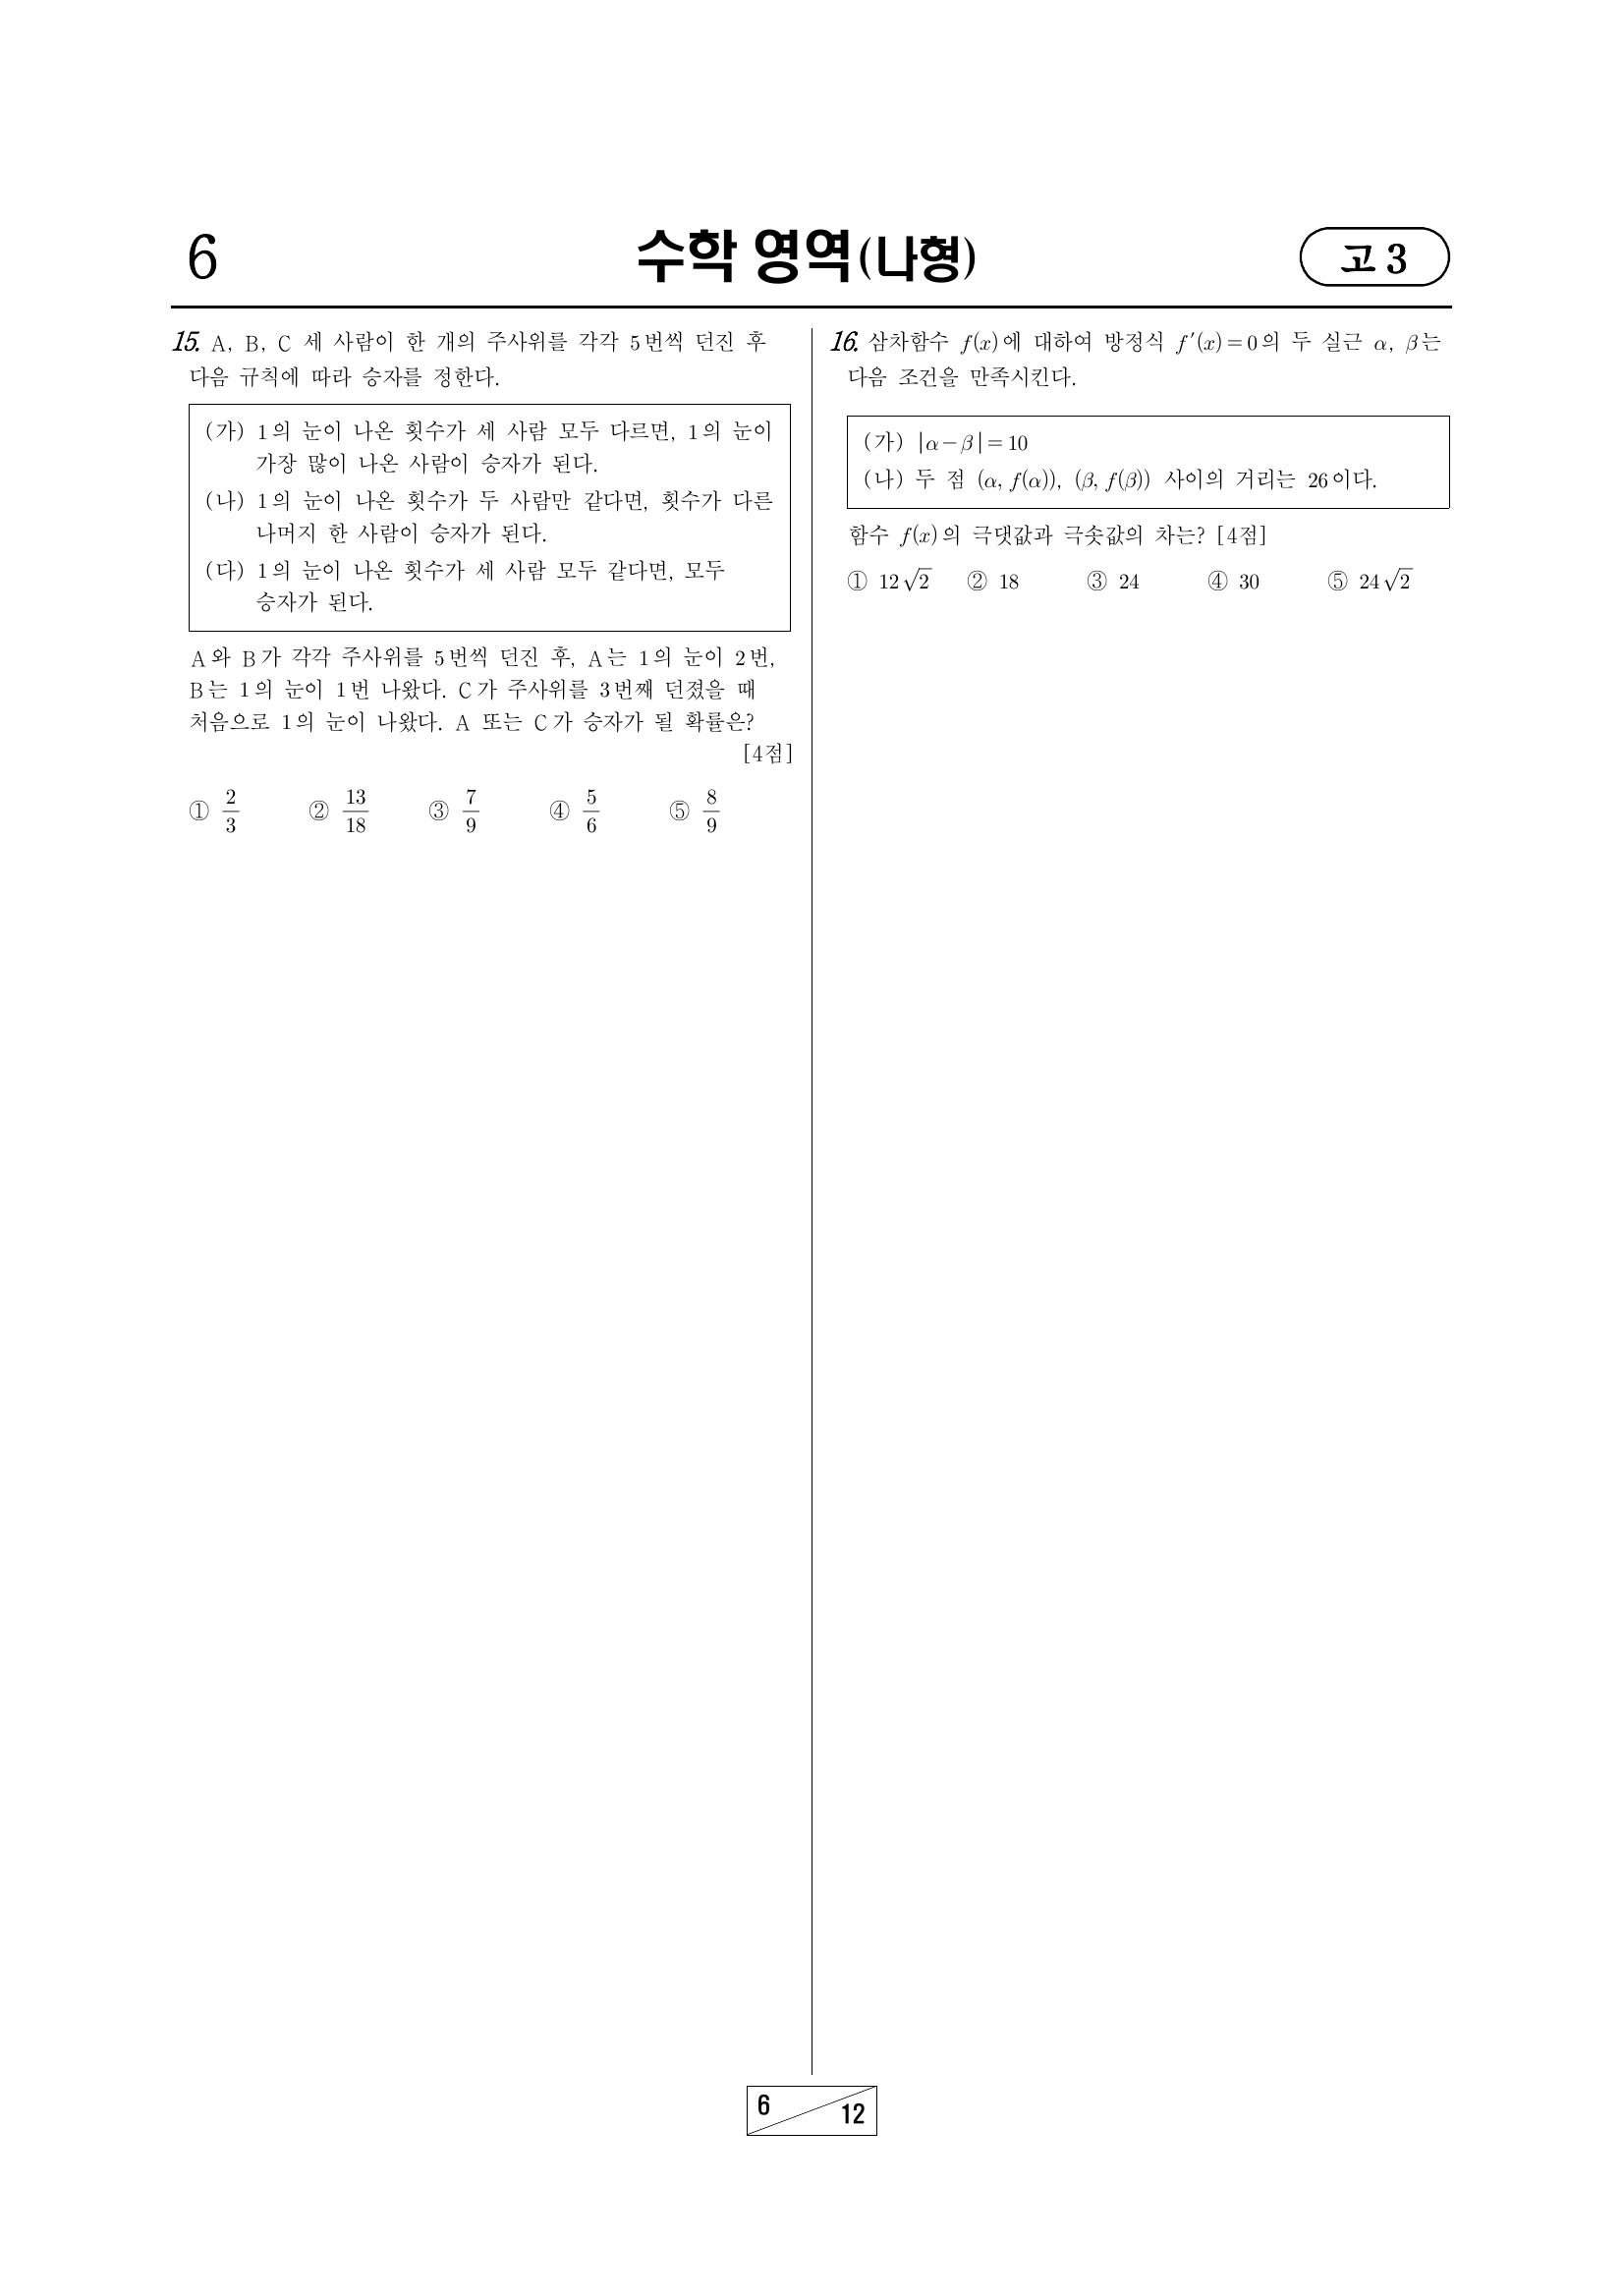 6
수학 영역(나형)
고 3
15. A, B, C 세 사람이 한 개의 주사위를 각각 5번씩 던진 후
다음 규칙에 따라 승자를 정한다.
(가) 1의 눈이 나온 횟수가 세 사람 모두 다르면, 1의 눈이
가장 많이 나온 사람이 승자가 된다.
(나) 1의 눈이 나온 횟수가 두 사람만 같다면, 횟수가 다른
나머지 한 사람이 승자가 된다.
(다) 1의 눈이 나온 횟수가 세 사람 모두 같다면, 모두
승자가 된다.
A와 B가 각각 주사위를 5번씩 던진 후, A는 1의 눈이 2번,
B는 1의 눈이 1번 나왔다. C가 주사위를 3번째 던졌을 때
처음으로 1의 눈이 나왔다. A 또는 C가 승자가 될 확률은?
[4점]
① 2/3 ② 13/18 ③ 7/9 ④ 5/6 ⑤ 8/9
16. 삼차함수 f(x)에 대하여 방정식 f′(x)=0의 두 실근 α, β는
다음 조건을 만족시킨다.
(가) |α-β|=10
(나) 두 점 (α, f(α)), (β, f(β)) 사이의 거리는 26이다.
함수 f(x)의 극댓값과 극솟값의 차는? [4점]
① 12√2 ② 18 ③ 24 ④ 30 ⑤ 24√2
6
12